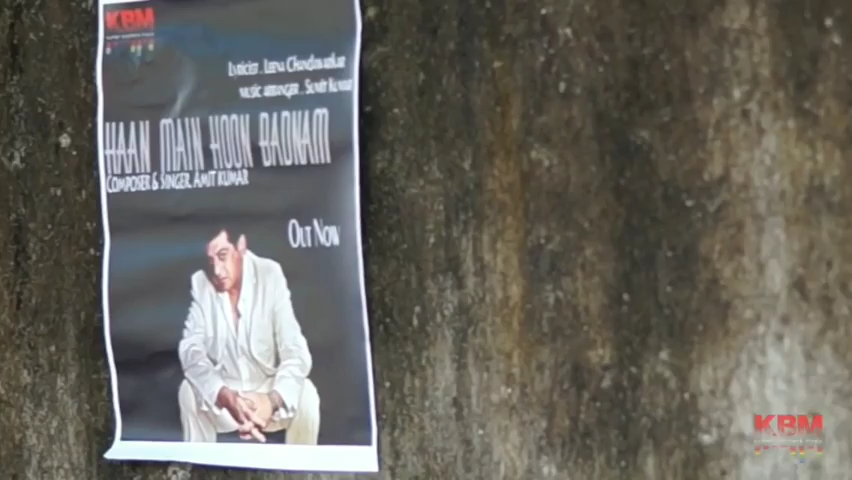 KBM
Lyricist . Leena Chandavarkar
Music arranger . Sumit Kumar
HAAN MAIN HOON BADNAM
Composer & Singer. Amit Kumar
Out Now
KBM